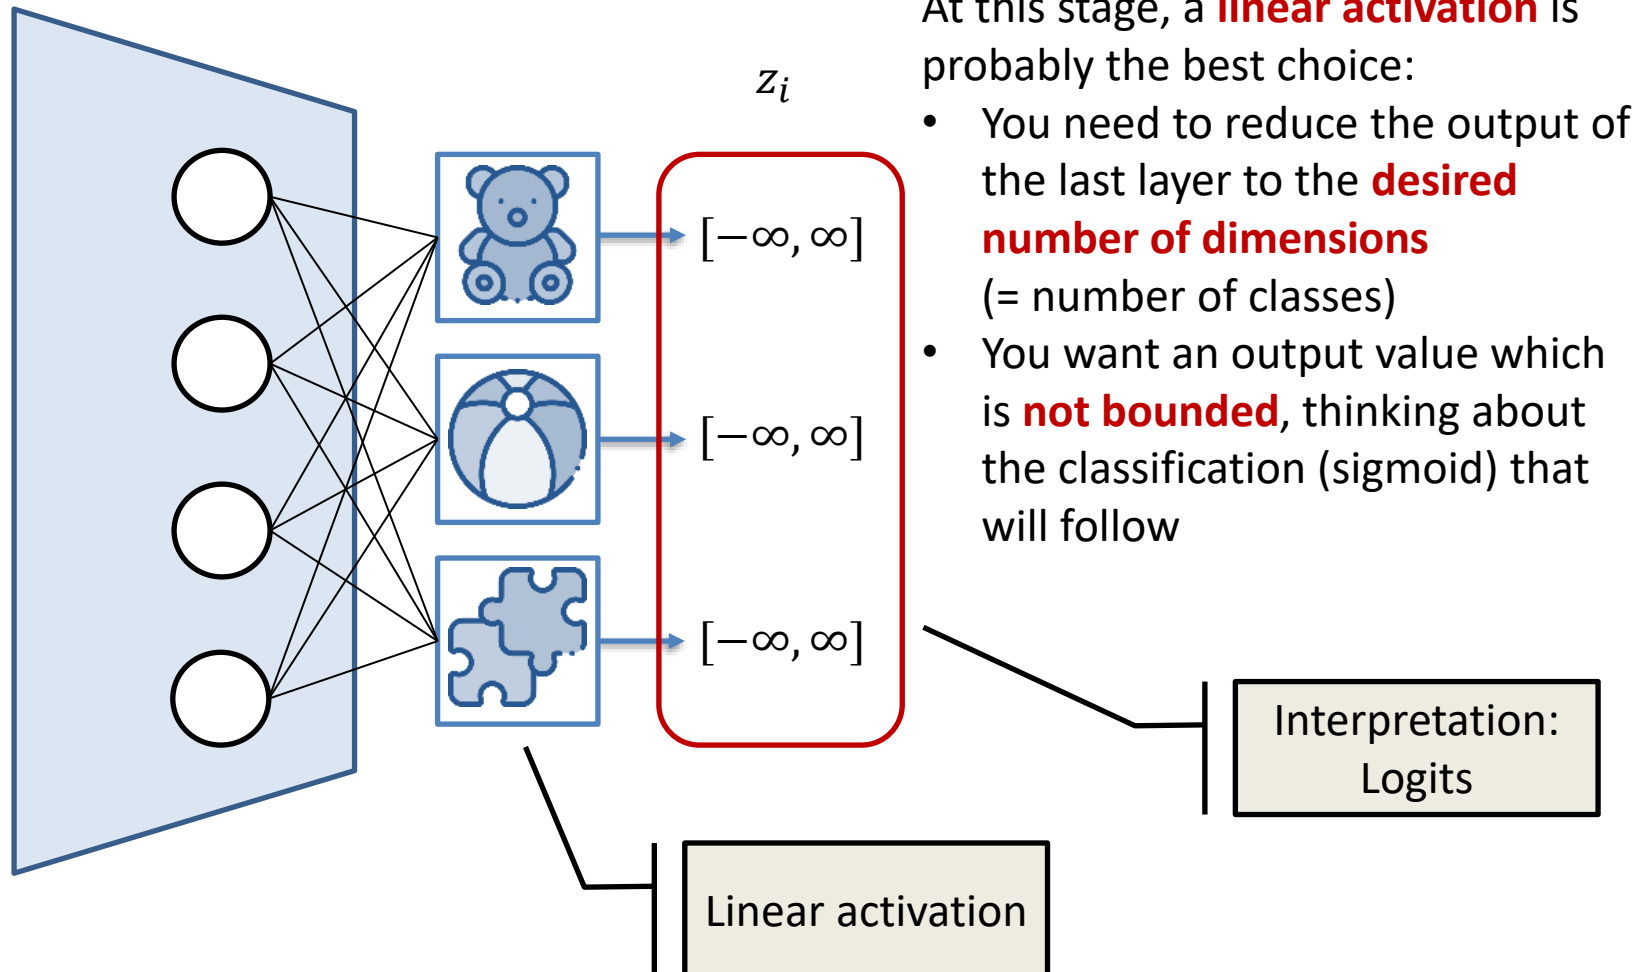 At this stage, a linear activation is
probably the best choice:
• You need to reduce the output of
the last layer to the desired
number of dimensions
(= number of classes)
• You want an output value which
is not bounded, thinking about
the classification (sigmoid) that
will follow
z_i
[−∞, ∞]
[−∞, ∞]
[−∞, ∞]
Interpretation:
Logits
Linear activation